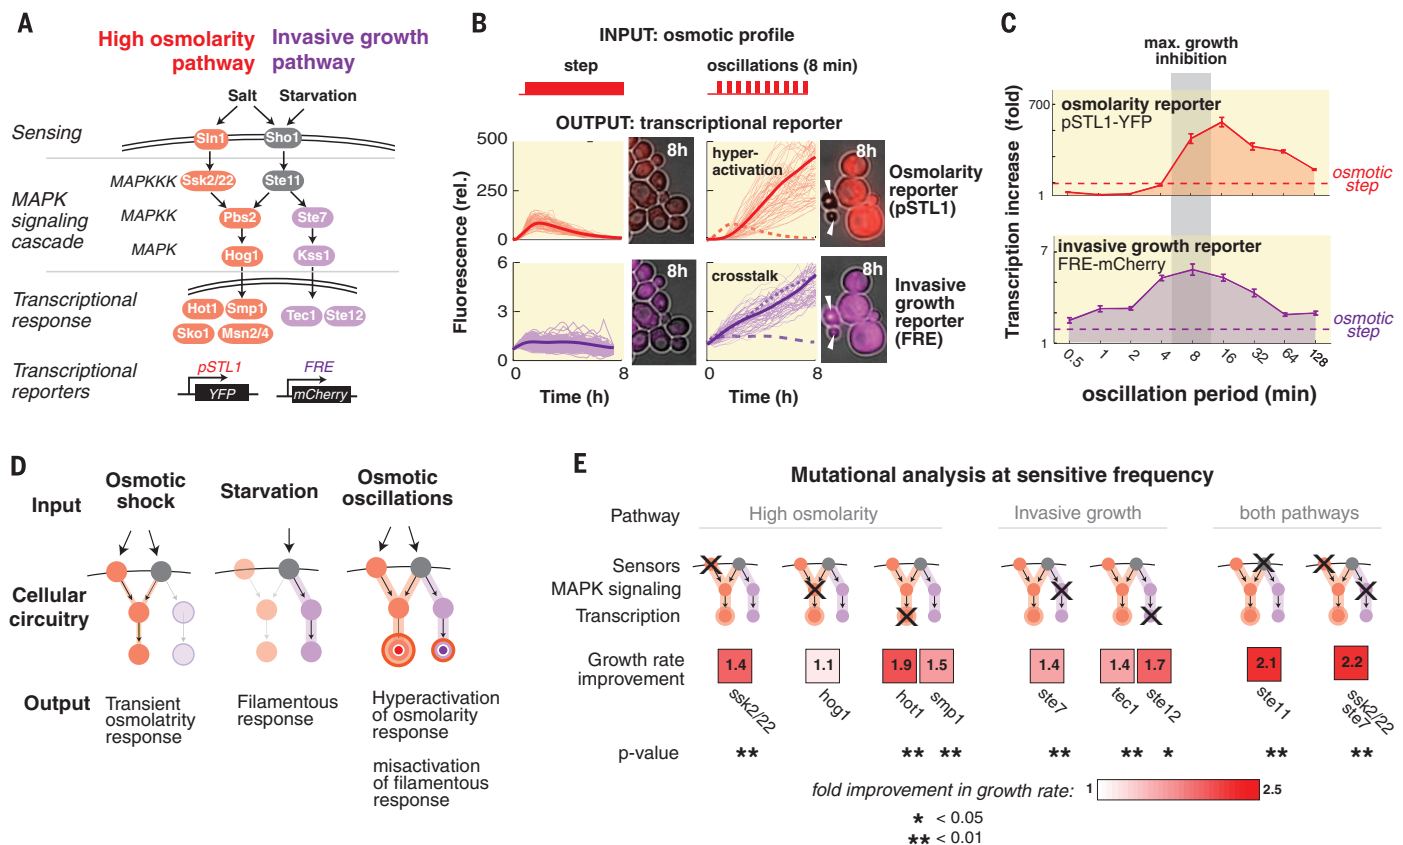 A
High osmolarity
pathway
Invasive growth
pathway
Salt
Starvation
Sensing
Sln1
Sho1
MAPKKK
Ssk2/22
Ste11
MAPK
signaling
cascade
MAPKK
Pbs2
Ste7
MAPK
Hog1
Kss1
Transcriptional
response
Hot1
Smp1
Tec1
Ste12
Sko1
Msn2/4
Transcriptional
reporters
pSTL1
FRE
YFP
mCherry
B
INPUT: osmotic profile
step
oscillations (8 min)
OUTPUT: transcriptional reporter
Fluorescence (rel.)
500
250
0
8h
hyper-
activation
8h
Osmolarity
reporter
(pSTL1)
6
3
0
8h
crosstalk
8h
Invasive
growth
reporter
(FRE)
0
8
0
8
Time (h)
Time (h)
C
max. growth
inhibition
Transcription increase (fold)
700
1
osmolarity reporter
pSTL1-YFP
osmotic
step
7
1
invasive growth reporter
FRE-mCherry
osmotic
step
0.5
1
2
4
8
16
32
64
128
oscillation period (min)
D
Input
Osmotic
shock
Starvation
Osmotic
oscillations
Cellular
circuitry
Output
Transient
osmolatrity
response
Filamentous
response
Hyperactivation
of osmolarity
response
misactivation
of filamentous
response
E
Mutational analysis at sensitive frequency
Pathway
High osmolarity
Invasive growth
both pathways
Sensors
MAPK signaling
Transcription
Growth rate
improvement
1.4
1.1
1.9
1.5
1.4
1.4
1.7
2.1
2.2
ssk2/22
hog1
hot1
smp1
ste7
tec1
ste12
ste11
ssk2/22
ste7
p-value
**
**
**
**
**
*
**
**
fold improvement in growth rate:
1
2.5
* < 0.05
** < 0.01